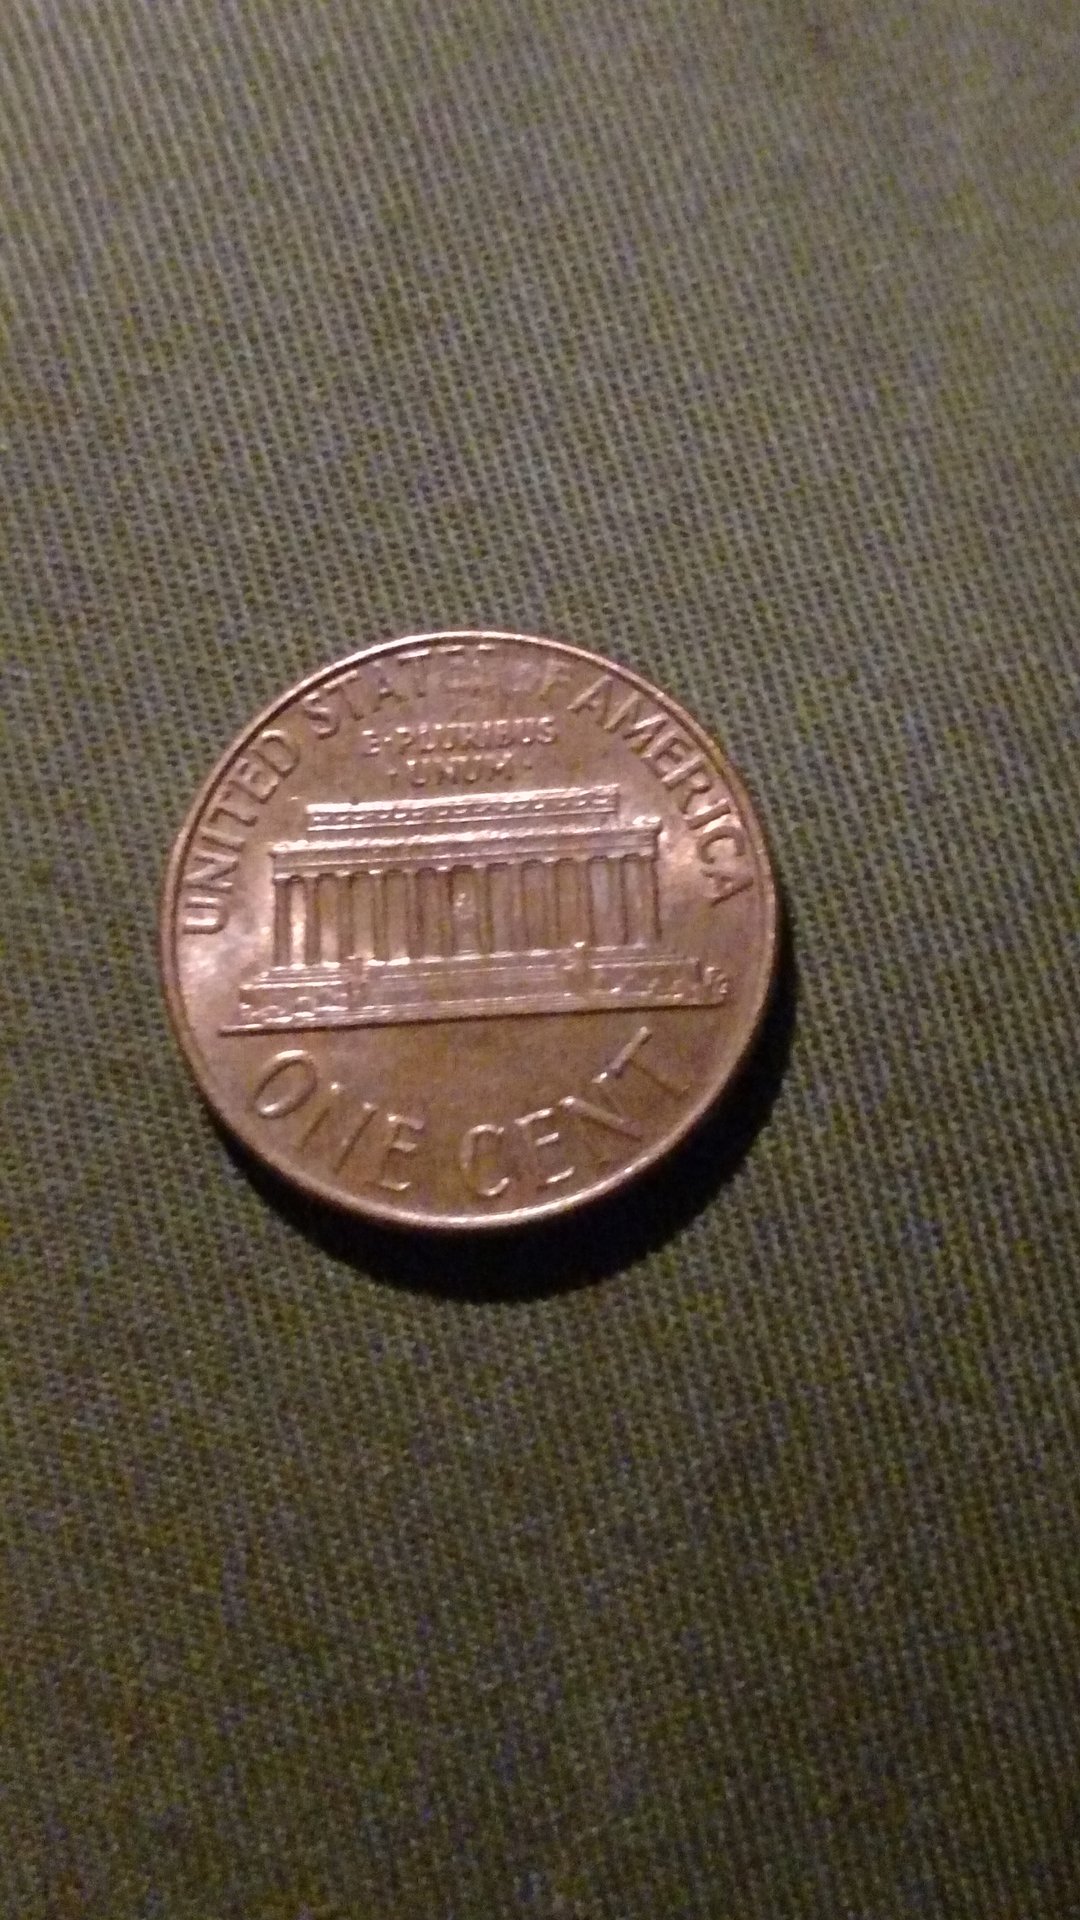 UNITED STATES OF AMERICA
E·PLURIBUS
·UNUM·
ONE CENT